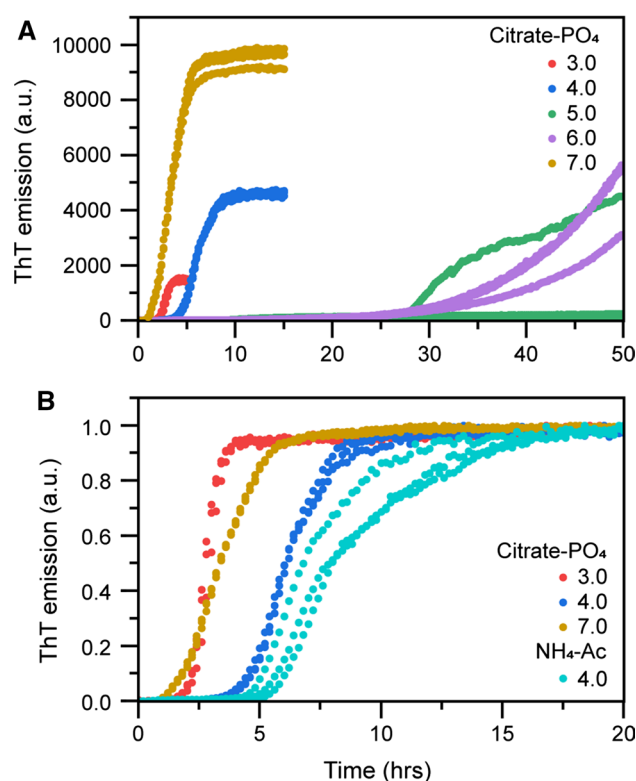 A
ThT emission (a.u.)
10000
8000
6000
4000
2000
0
Citrate-PO₄
3.0
4.0
5.0
6.0
7.0
0 10 20 30 40 50
B
ThT emission (a.u.)
1.0
0.8
0.6
0.4
0.2
0.0
Citrate-PO₄
3.0
4.0
7.0
NH₄-Ac
4.0
0 5 10 15 20
Time (hrs)